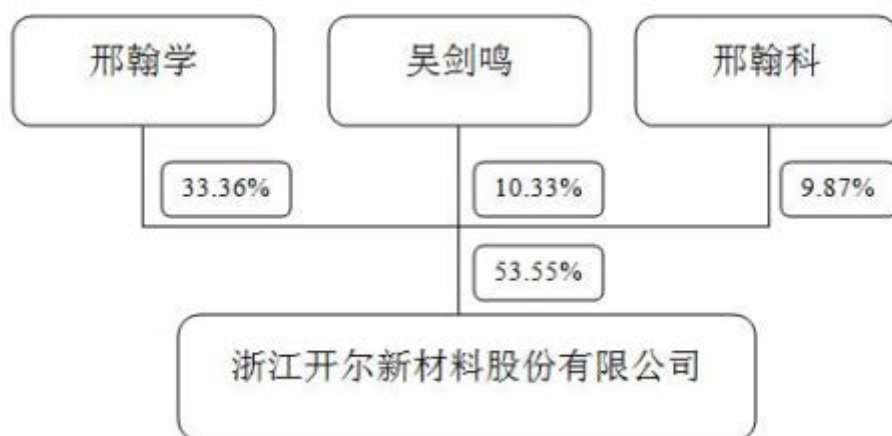 邢翰学
吴剑鸣
邢翰科
33.36%
10.33%
9.87%
53.55%
浙江开尔新材料股份有限公司